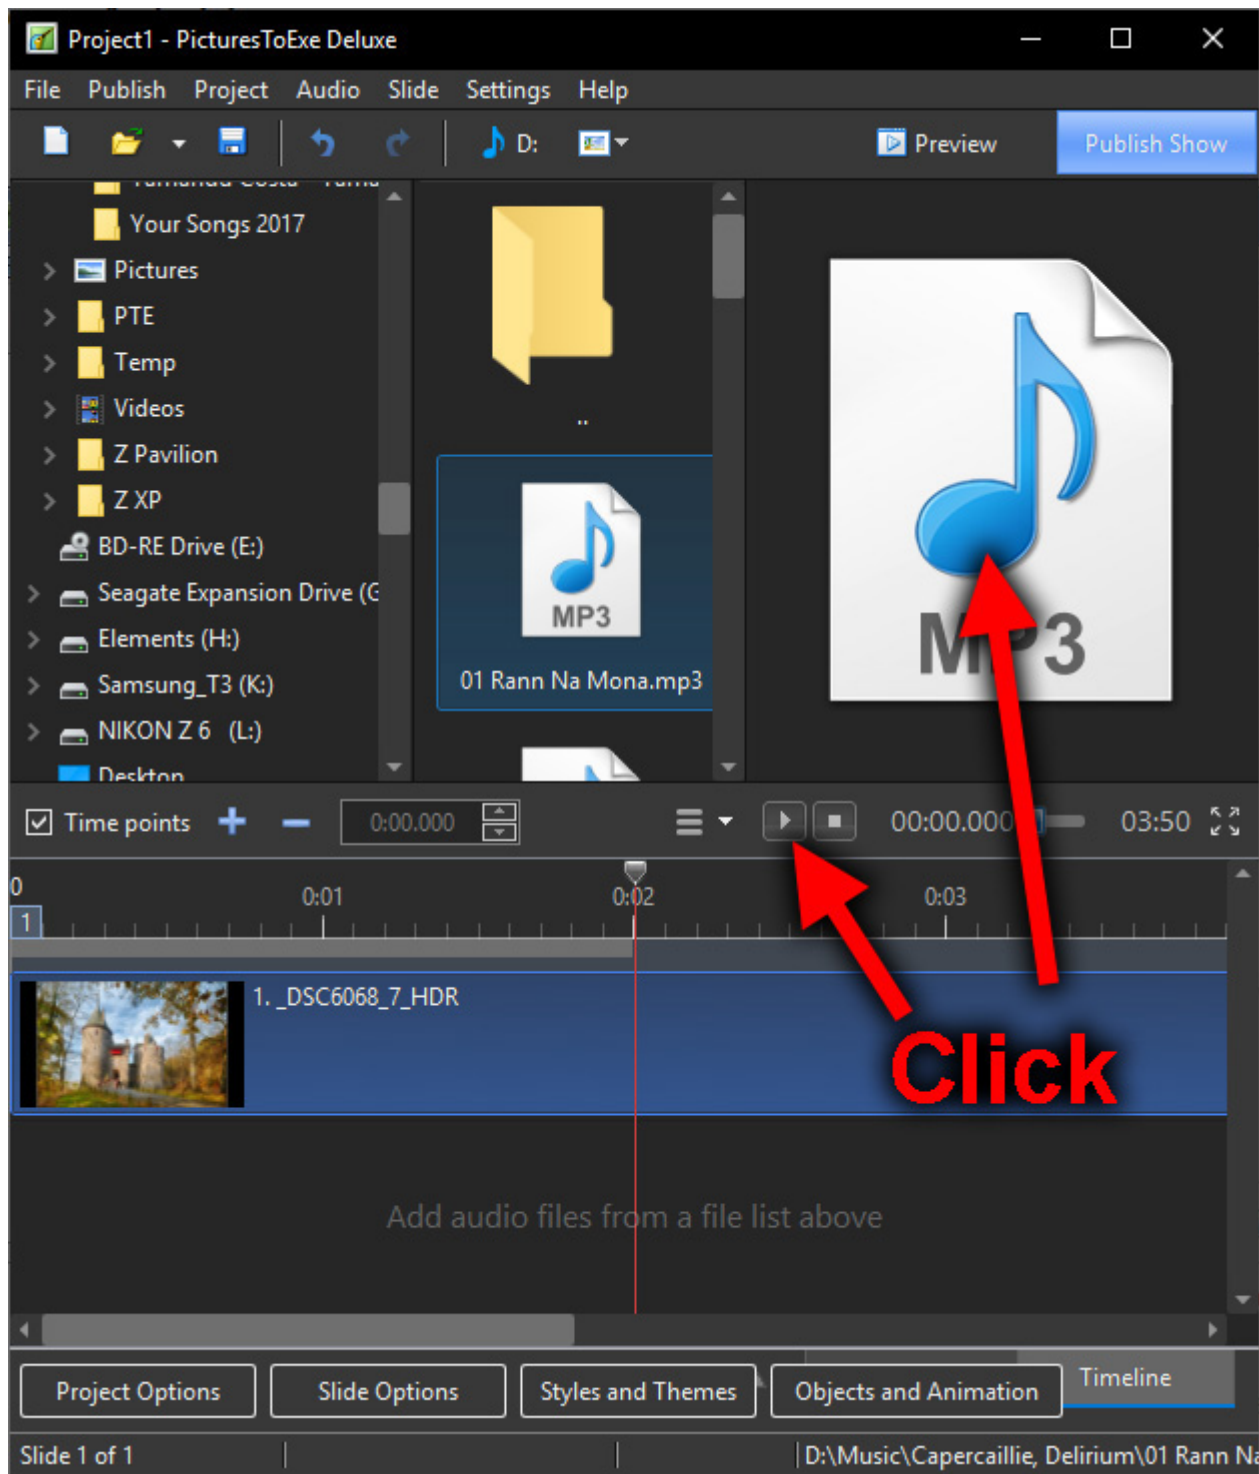 Project1 - PicturesToExe Deluxe
File Publish Project Audio Slide Settings Help
D: Preview Publish Show
Your Songs 2017
Pictures
PTE
Temp
Videos
Z Pavilion
Z XP
BD-RE Drive (E:)
Seagate Expansion Drive (G
Elements (H:)
Samsung_T3 (K:)
NIKON Z 6 (L:)
Desktop
..
MP3
01 Rann Na Mona.mp3
MP3
Time points 0:00.000 00:00.000 03:50
0 0:01 0:02 0:03
1
1. _DSC6068_7_HDR
Click
Add audio files from a file list above
Project Options Slide Options Styles and Themes Objects and Animation Timeline
Slide 1 of 1 D:\Music\Capercaillie, Delirium\01 Rann Na